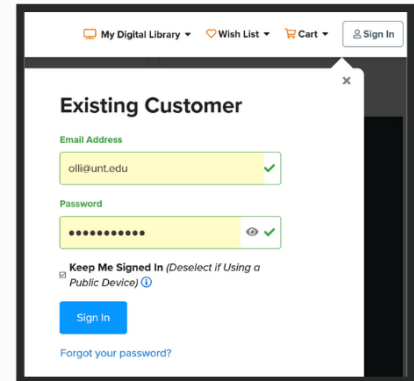 My Digital Library Wish List Cart Sign In
×
Existing Customer
Email Address
olli@unt.edu
Password
•••••••••••
Keep Me Signed In (Deselect if Using a
Public Device)
Sign In
Forgot your password?